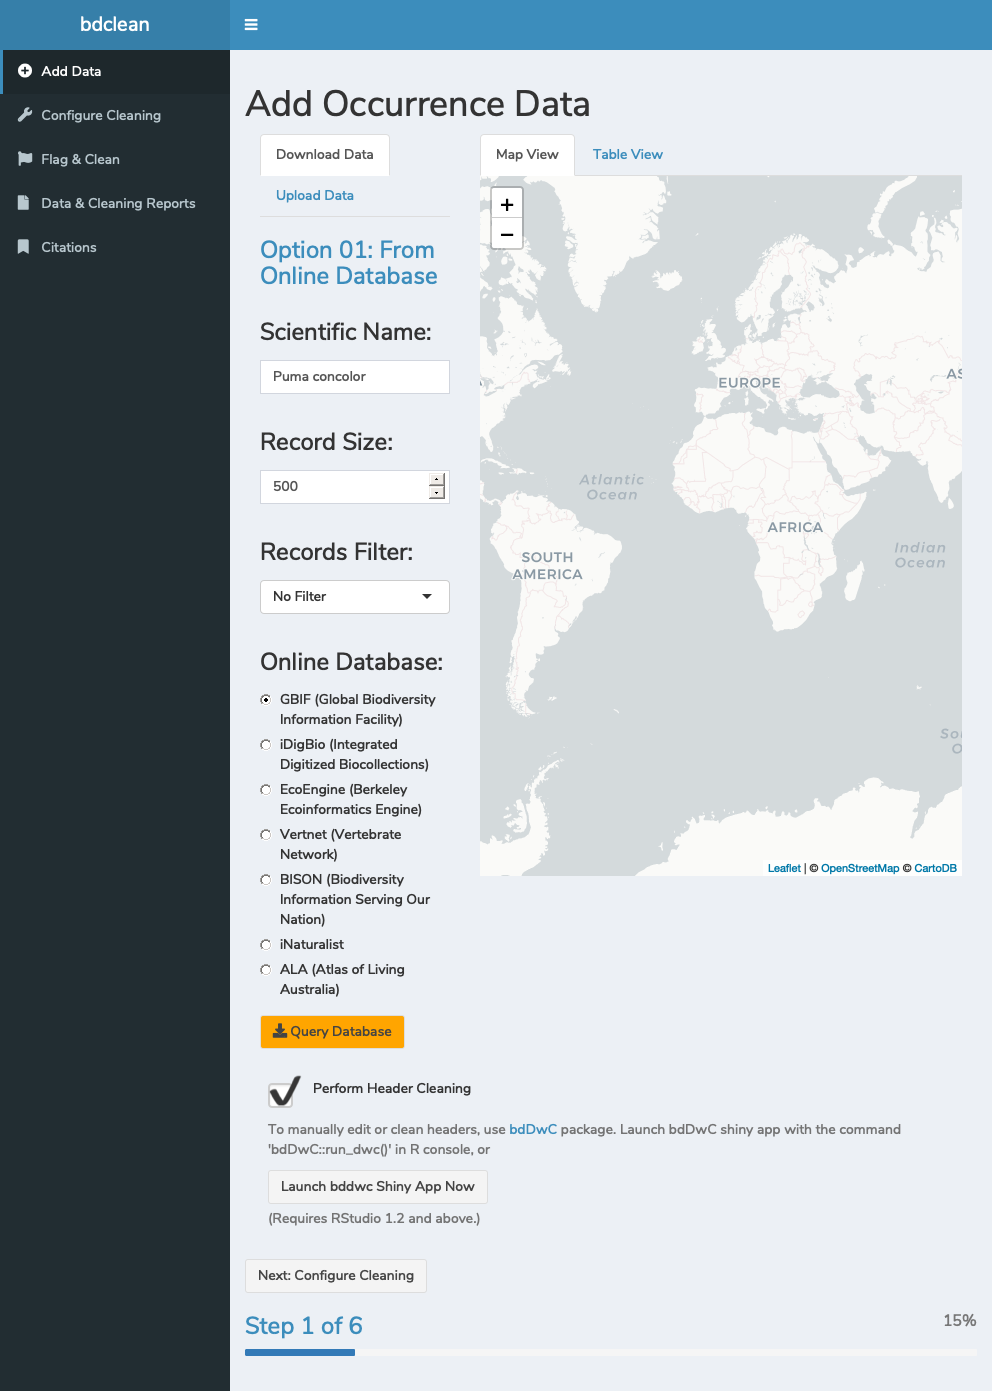 bdclean
Add Data
Configure Cleaning
Flag & Clean
Data & Cleaning Reports
Citations
Add Occurrence Data
Download Data
Upload Data
Option 01: From
Online Database
Scientific Name:
Puma concolor
Record Size:
500
Records Filter:
No Filter
Online Database:
GBIF (Global Biodiversity
Information Facility)
iDigBio (Integrated
Digitized Biocollections)
EcoEngine (Berkeley
Ecoinformatics Engine)
Vertnet (Vertebrate
Network)
BISON (Biodiversity
Information Serving Our
Nation)
iNaturalist
ALA (Atlas of Living
Australia)
Query Database
Map View Table View
+
−
EUROPE
AS
Atlantic
Ocean
AFRICA
SOUTH
AMERICA
Indian
Ocean
Sou
O
Leaflet | © OpenStreetMap © CartoDB
Perform Header Cleaning
To manually edit or clean headers, use bdDwC package. Launch bdDwC shiny app with the command
'bdDwC::run_dwc()' in R console, or
Launch bddwc Shiny App Now
(Requires RStudio 1.2 and above.)
Next: Configure Cleaning
Step 1 of 6
15%